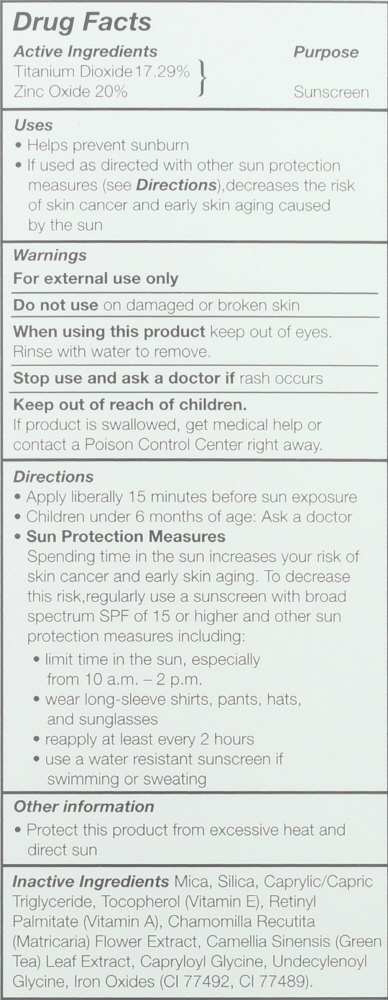 Drug Facts
Active Ingredients Purpose
Titanium Dioxide 17.29%
Zinc Oxide 20% } Sunscreen
Uses
• Helps prevent sunburn
• If used as directed with other sun protection
measures (see Directions),decreases the risk
of skin cancer and early skin aging caused
by the sun
Warnings
For external use only
Do not use on damaged or broken skin
When using this product keep out of eyes.
Rinse with water to remove.
Stop use and ask a doctor if rash occurs
Keep out of reach of children.
If product is swallowed, get medical help or
contact a Poison Control Center right away.
Directions
• Apply liberally 15 minutes before sun exposure
• Children under 6 months of age: Ask a doctor
• Sun Protection Measures
Spending time in the sun increases your risk of
skin cancer and early skin aging. To decrease
this risk,regularly use a sunscreen with broad
spectrum SPF of 15 or higher and other sun
protection measures including:
• limit time in the sun, especially
from 10 a.m. – 2 p.m.
• wear long-sleeve shirts, pants, hats,
and sunglasses
• reapply at least every 2 hours
• use a water resistant sunscreen if
swimming or sweating
Other information
• Protect this product from excessive heat and
direct sun
Inactive Ingredients Mica, Silica, Caprylic/Capric
Triglyceride, Tocopherol (Vitamin E), Retinyl
Palmitate (Vitamin A), Chamomilla Recutita
(Matricaria) Flower Extract, Camellia Sinensis (Green
Tea) Leaf Extract, Capryloyl Glycine, Undecylenoyl
Glycine, Iron Oxides (CI 77492, CI 77489).